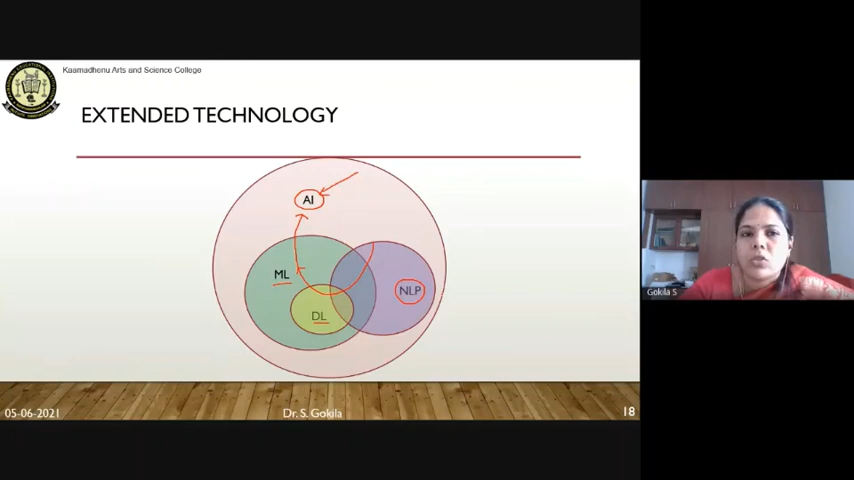 Kaamadhenu Arts and Science College
EXTENDED TECHNOLOGY
AI
ML
NLP
DL
05-06-2021
Dr. S. Gokila
18
Gokila S